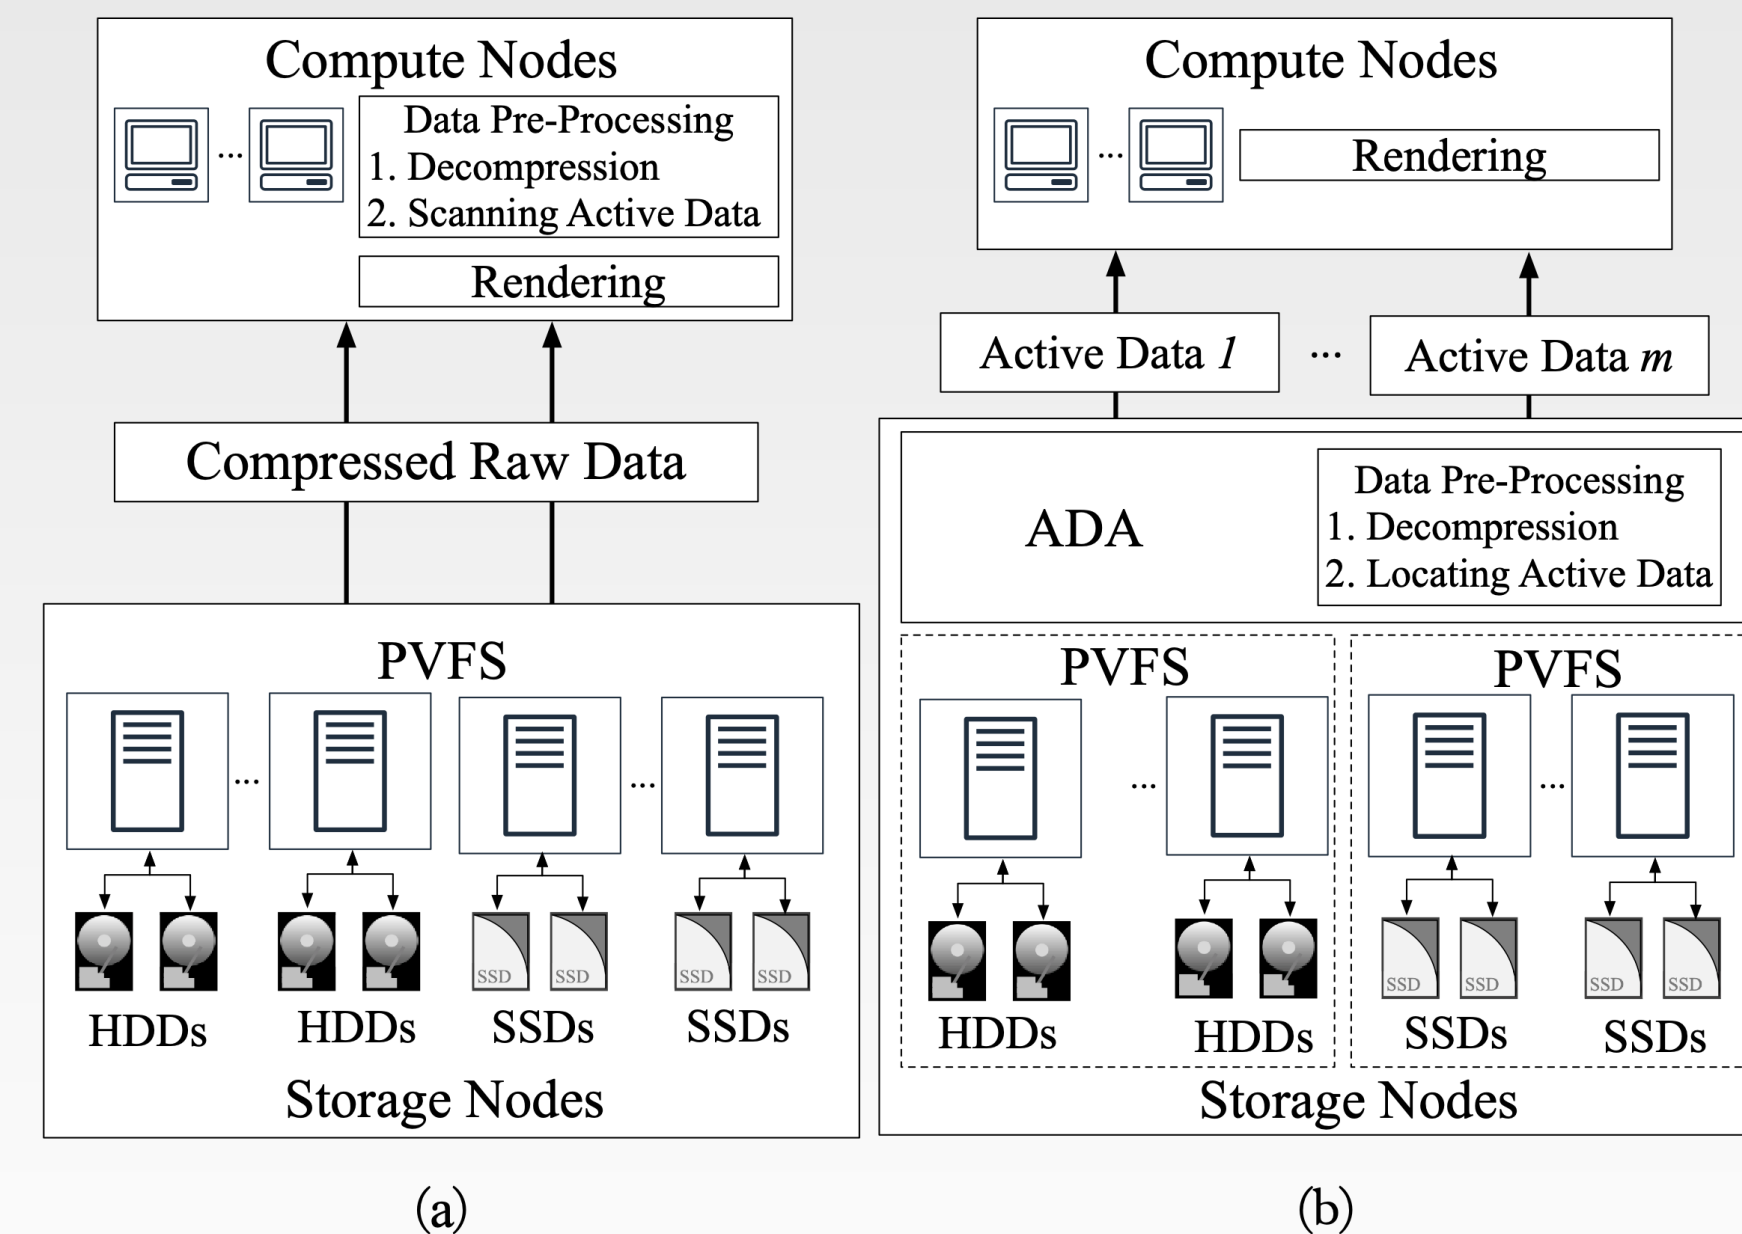 Compute Nodes
...
Data Pre-Processing
1. Decompression
2. Scanning Active Data
Rendering
Compressed Raw Data
PVFS
...
...
SSD
SSD
SSD
SSD
HDDs
HDDs
SSDs
SSDs
Storage Nodes
(a)
Compute Nodes
...
Rendering
Active Data 1
...
Active Data m
ADA
Data Pre-Processing
1. Decompression
2. Locating Active Data
PVFS
...
HDDs
HDDs
PVFS
...
SSD
SSD
SSD
SSD
SSDs
SSDs
Storage Nodes
(b)